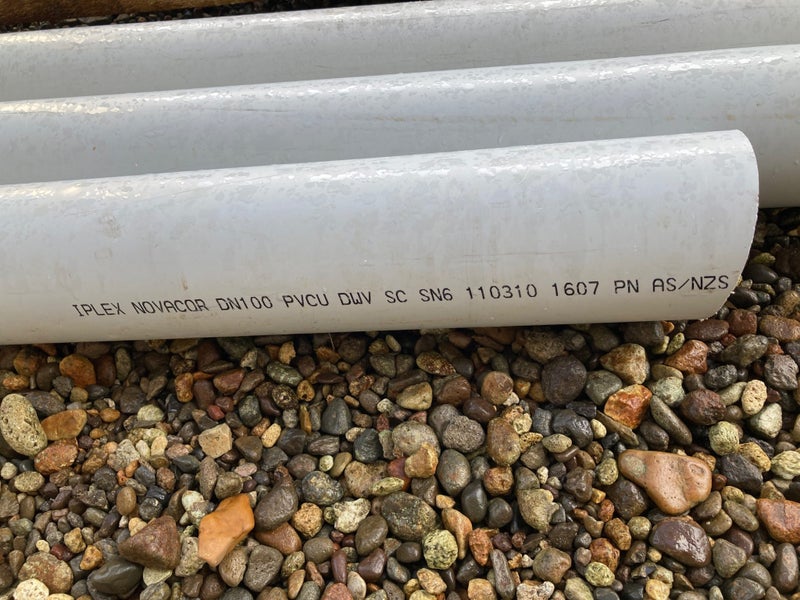 IPLEX NOVACOR DN100 PVCU DWV SC SN6 110310 1607 PN AS/NZS